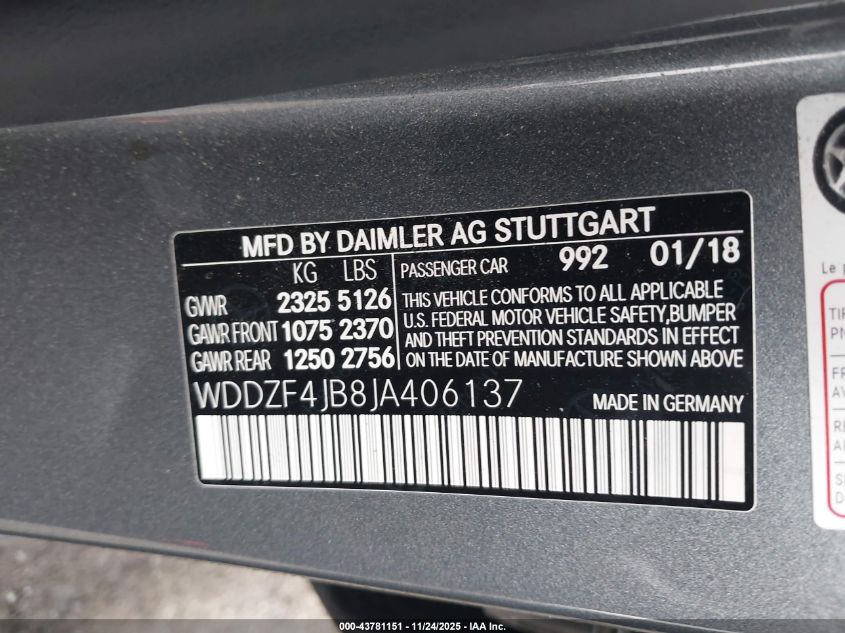 MFD BY DAIMLER AG STUTTGART
KG LBS PASSENGER CAR 992 01/18
GVWR 2325 5126
GAWR FRONT 1075 2370
GAWR REAR 1250 2756
THIS VEHICLE CONFORMS TO ALL APPLICABLE
U.S. FEDERAL MOTOR VEHICLE SAFETY,BUMPER
AND THEFT PREVENTION STANDARDS IN EFFECT
ON THE DATE OF MANUFACTURE SHOWN ABOVE
WDDZF4JB8JA406137 MADE IN GERMANY
Le
000-43781151 - 11/24/2025 - IAA Inc.